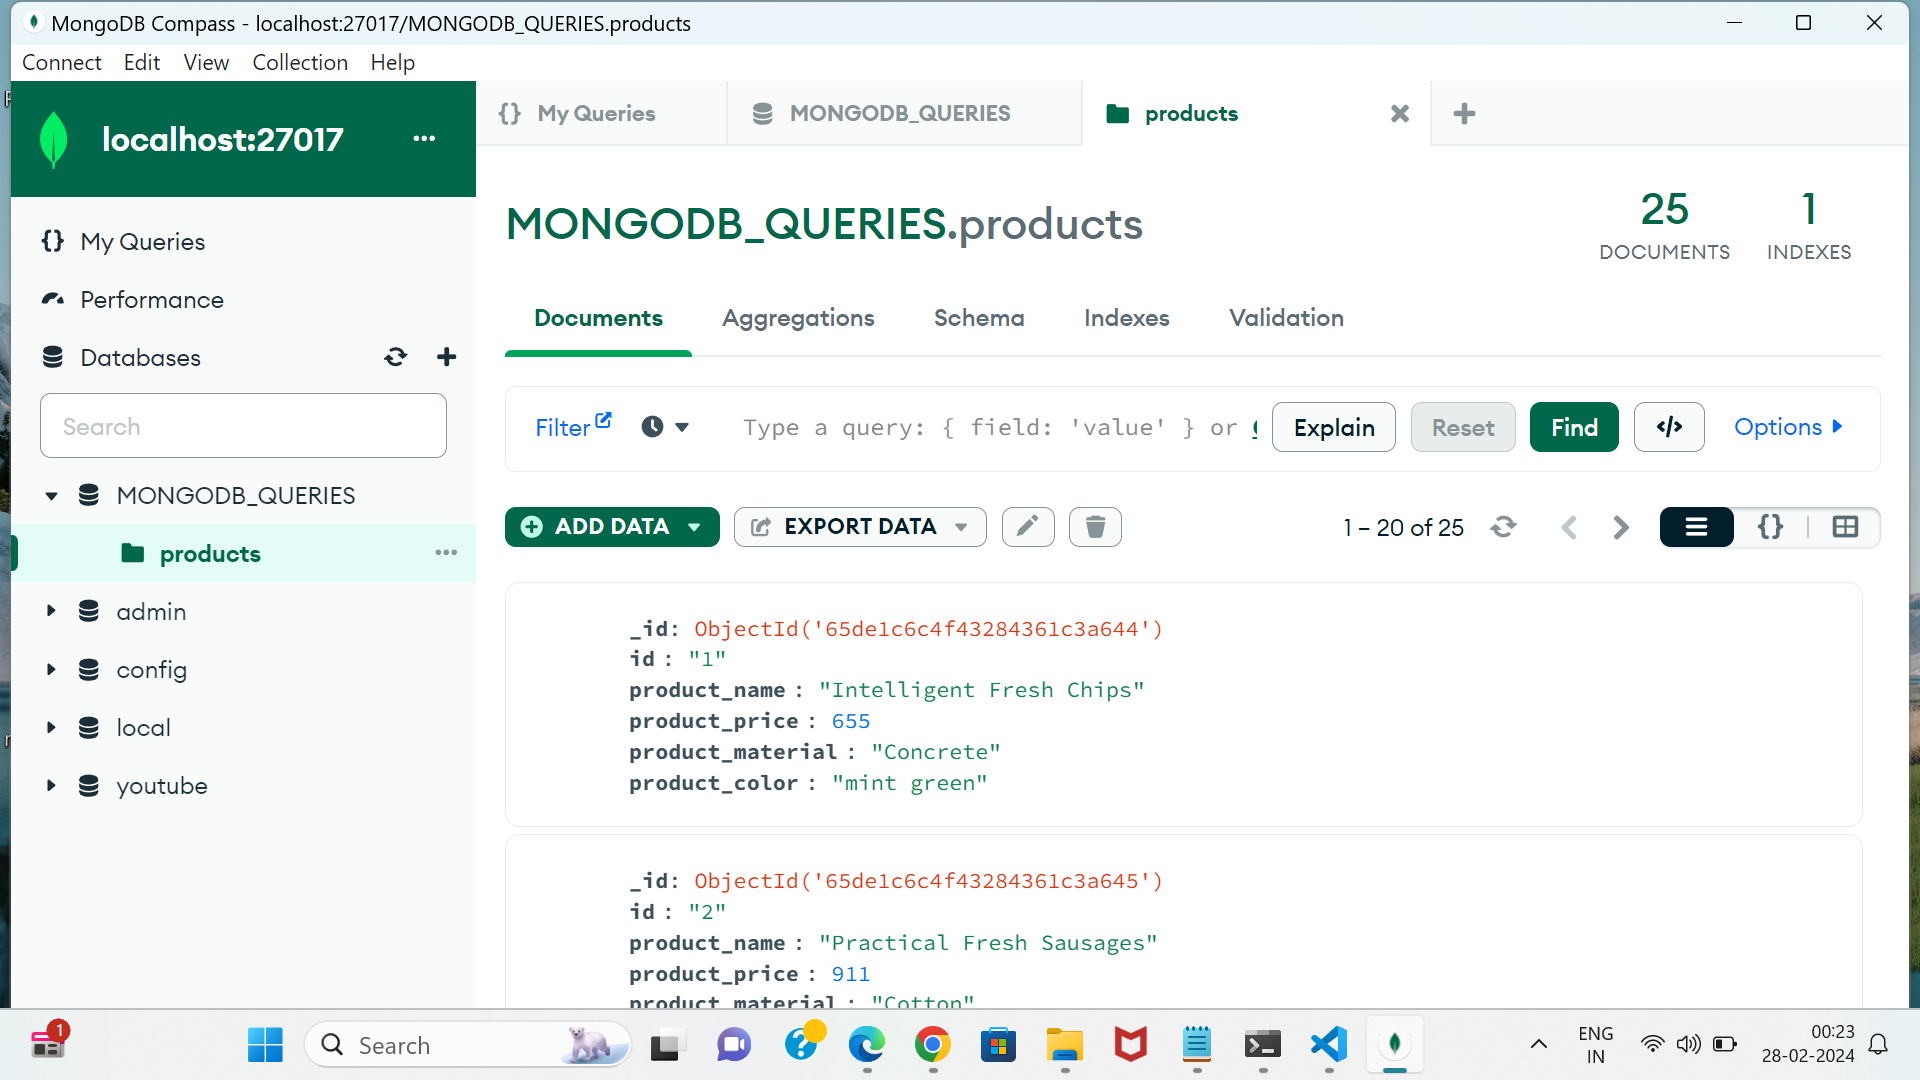 MongoDB Compass - localhost:27017/MONGODB_QUERIES.products
Connect Edit View Collection Help
localhost:27017 ...
{} My Queries
MONGODB_QUERIES
products
My Queries
Performance
Databases
Search
MONGODB_QUERIES
products ...
admin
config
local
youtube
MONGODB_QUERIES.products
25
DOCUMENTS
1
INDEXES
Documents Aggregations Schema Indexes Validation
Filter Type a query: { field: 'value' } or Explain Reset Find </> Options
ADD DATA EXPORT DATA 1 – 20 of 25 {}
_id: ObjectId('65de1c6c4f43284361c3a644')
id : "1"
product_name : "Intelligent Fresh Chips"
product_price : 655
product_material : "Concrete"
product_color : "mint green"
_id: ObjectId('65de1c6c4f43284361c3a645')
id : "2"
product_name : "Practical Fresh Sausages"
product_price : 911
product_material : "Cotton"
1
Search
ENG
IN
00:23
28-02-2024